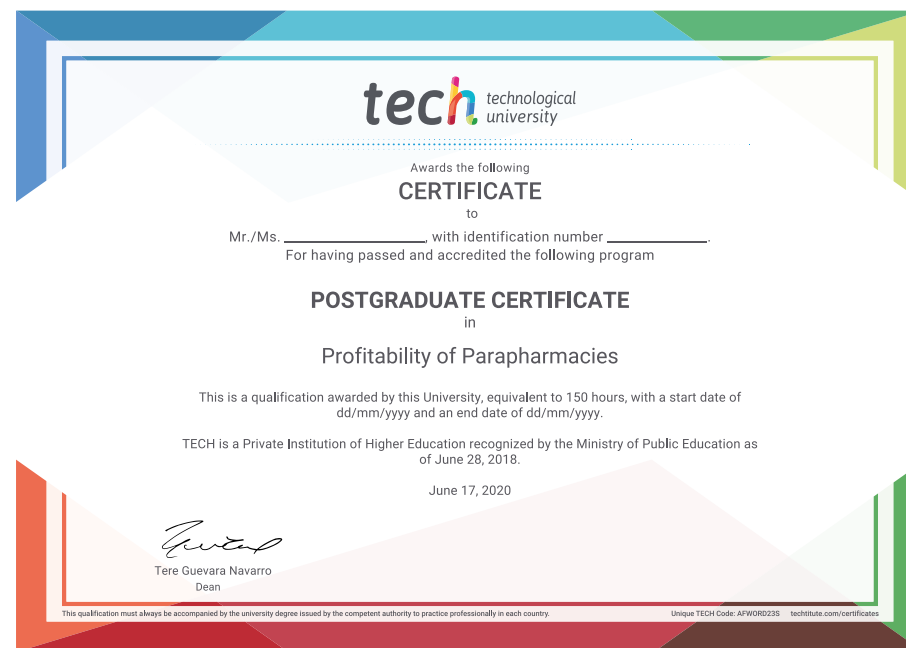 tech technological
university
Awards the following
CERTIFICATE
to
Mr./Ms. ____________________, with identification number ______________.
For having passed and accredited the following program
POSTGRADUATE CERTIFICATE
in
Profitability of Parapharmacies
This is a qualification awarded by this University, equivalent to 150 hours, with a start date of
dd/mm/yyyy and an end date of dd/mm/yyyy.
TECH is a Private Institution of Higher Education recognized by the Ministry of Public Education as
of June 28, 2018.
June 17, 2020
Tere Guevara Navarro
Dean
This qualification must always be accompanied by the university degree issued by the competent authority to practice professionally in each country. Unique TECH Code: AFWORD23S techtitute.com/certificates